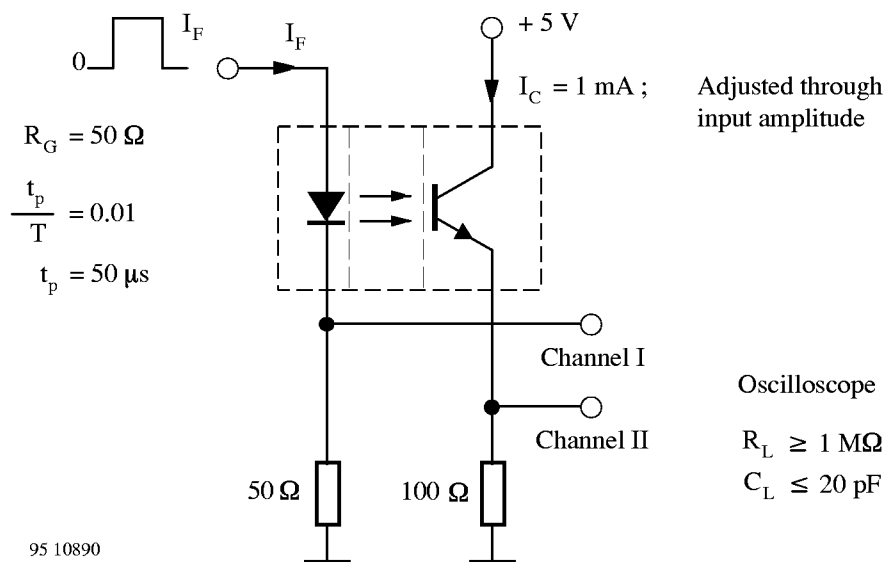 I_F
0
I_F
+ 5 V
I_C = 1 mA ;
Adjusted through
input amplitude
R_G = 50 Ω
t_p
T
= 0.01
t_p = 50 μs
Channel I
Channel II
Oscilloscope
R_L ≥ 1 MΩ
C_L ≤ 20 pF
50 Ω
100 Ω
95 10890